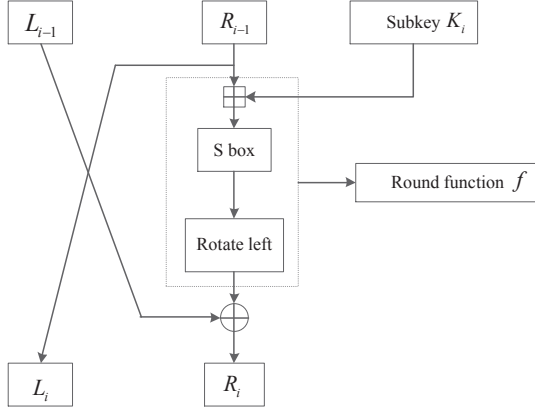 L_{i-1}
R_{i-1}
Subkey K_i
S box
Round function f
Rotate left
L_i
R_i